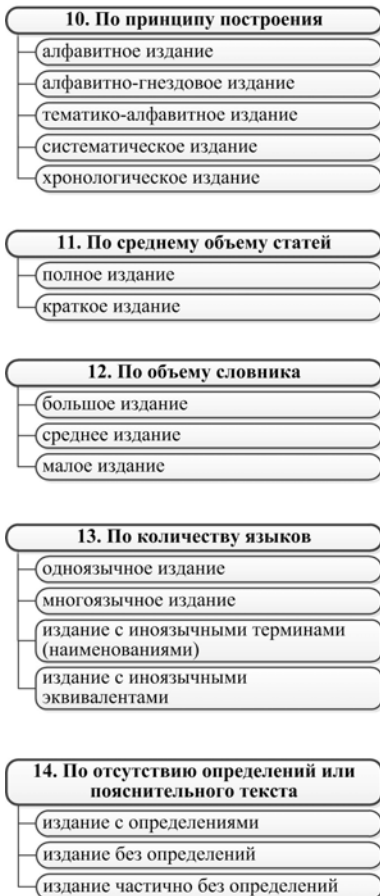 10. По принципу построения
алфавитное издание
алфавитно-гнездовое издание
тематико-алфавитное издание
систематическое издание
хронологическое издание
11. По среднему объему статей
полное издание
краткое издание
12. По объему словника
большое издание
среднее издание
малое издание
13. По количеству языков
одноязычное издание
многоязычное издание
издание с иноязычными терминами
(наименованиями)
издание с иноязычными
эквивалентами
14. По отсутствию определений или
пояснительного текста
издание с определениями
издание без определений
издание частично без определений